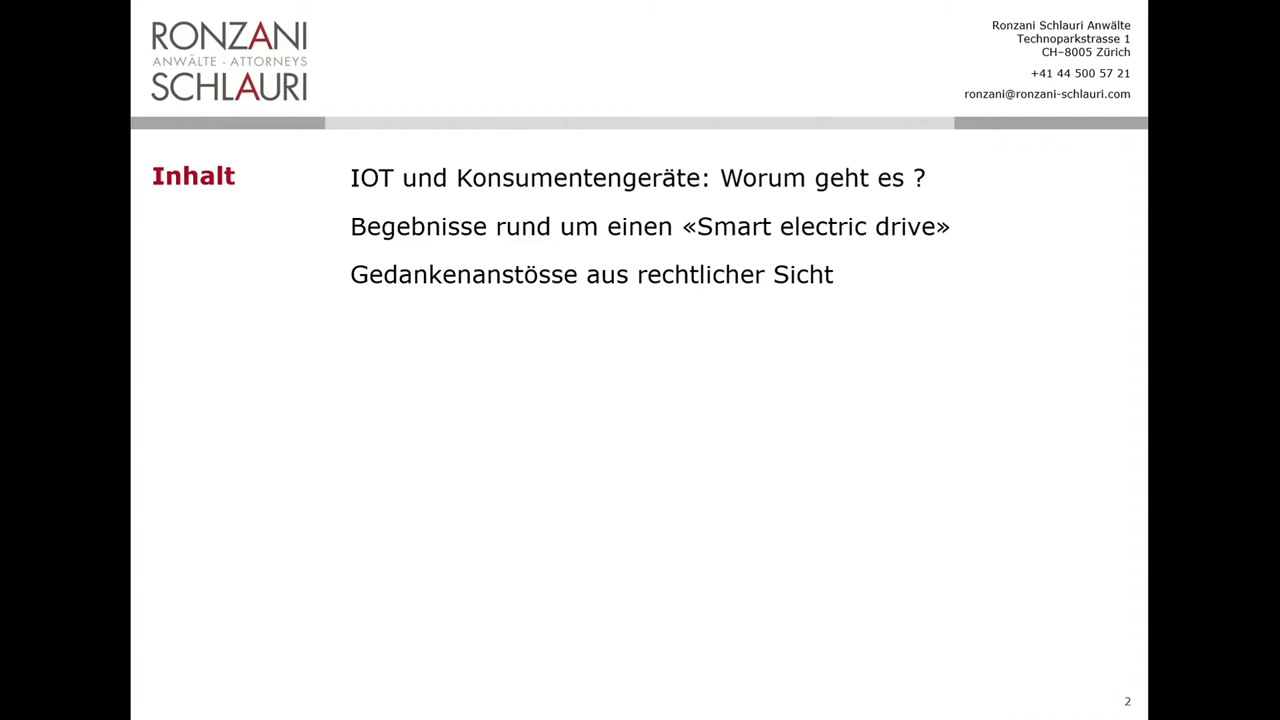 RONZANI
ANWÄLTE - ATTORNEYS
SCHLAURI
Ronzani Schlauri Anwälte
Technoparkstrasse 1
CH–8005 Zürich
+41 44 500 57 21
ronzani@ronzani-schlauri.com
Inhalt
IOT und Konsumentengeräte: Worum geht es ?
Begebnisse rund um einen «Smart electric drive»
Gedankenanstösse aus rechtlicher Sicht
2